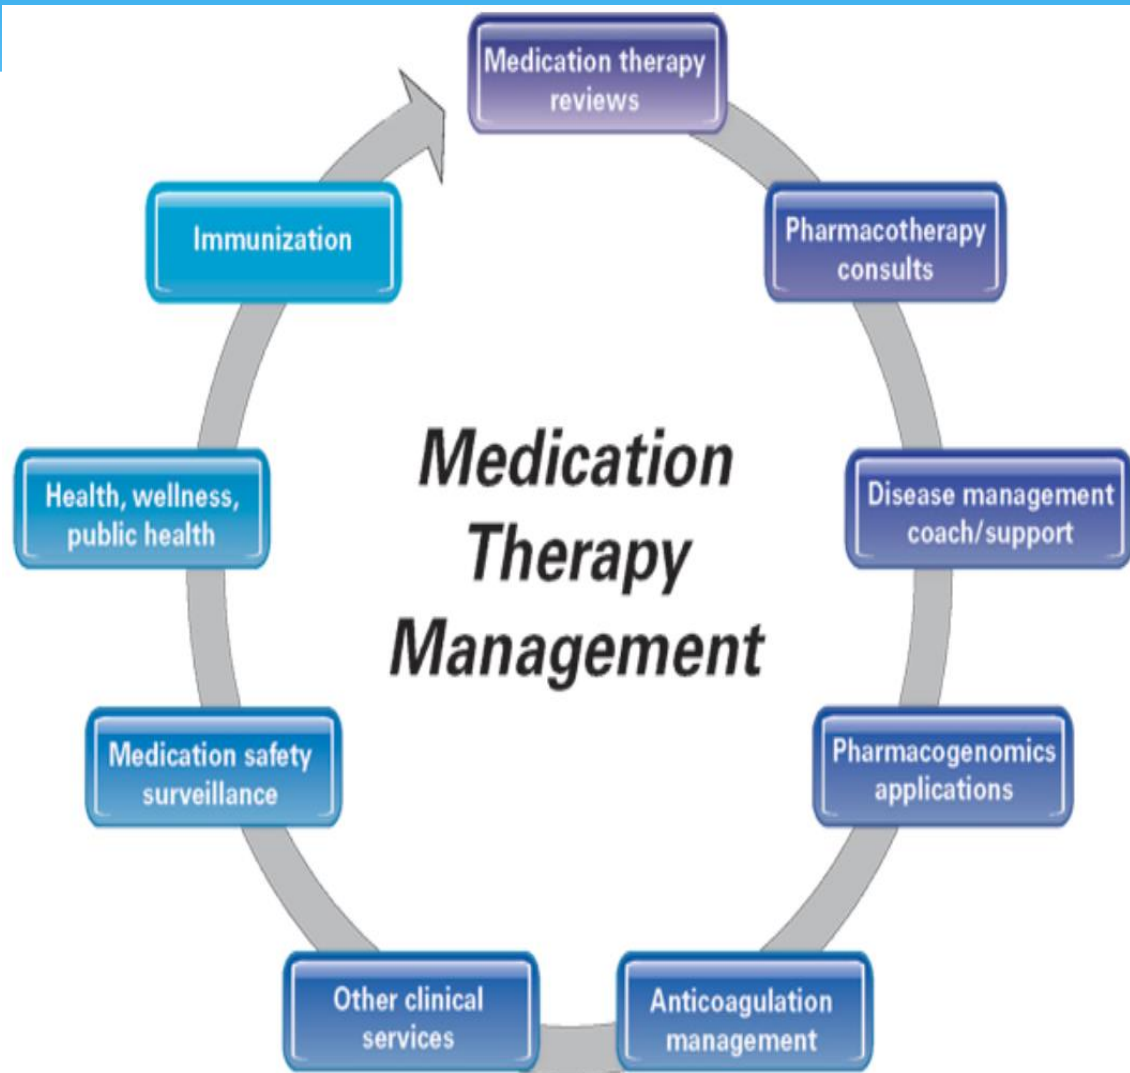 Medication therapy
reviews
Pharmacotherapy
consults
Disease management
coach/support
Pharmacogenomics
applications
Anticoagulation
management
Other clinical
services
Medication safety
surveillance
Health, wellness,
public health
Immunization
Medication
Therapy
Management